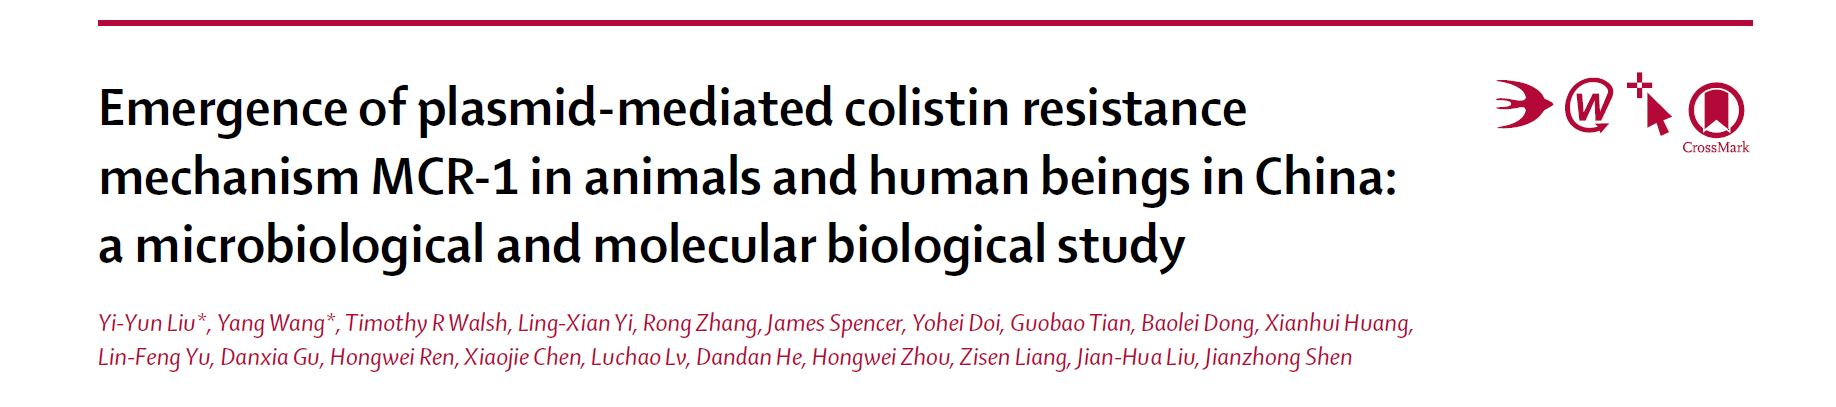 Emergence of plasmid-mediated colistin resistance
mechanism MCR-1 in animals and human beings in China:
a microbiological and molecular biological study
W
CrossMark
Yi-Yun Liu*, Yang Wang*, Timothy R Walsh, Ling-Xian Yi, Rong Zhang, James Spencer, Yohei Doi, Guobao Tian, Baolei Dong, Xianhui Huang,
Lin-Feng Yu, Danxia Gu, Hongwei Ren, Xiaojie Chen, Luchao Lv, Dandan He, Hongwei Zhou, Zisen Liang, Jian-Hua Liu, Jianzhong Shen